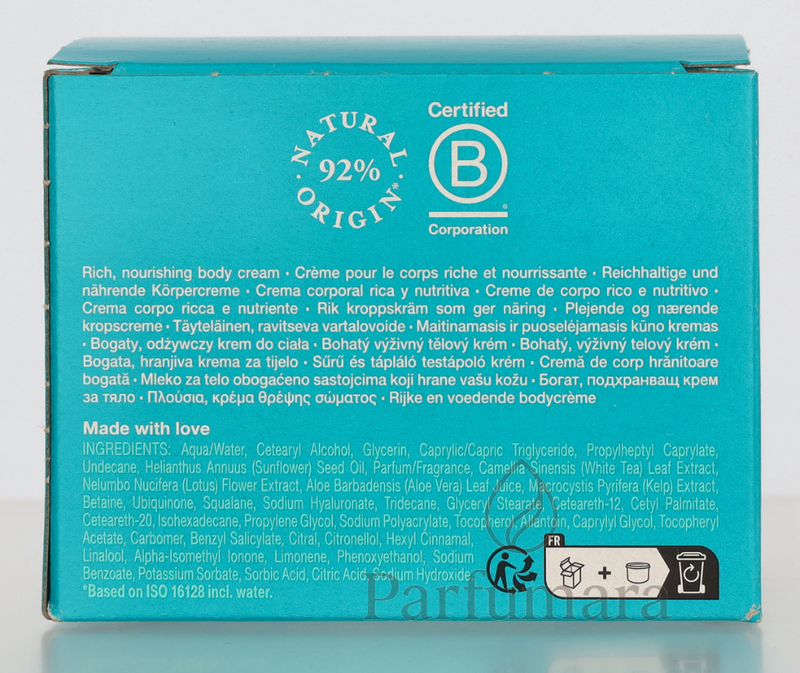 NATURAL
92%
ORIGIN*
Certified
B
®
Corporation
Rich, nourishing body cream · Crème pour le corps riche et nourrissante · Reichhaltige und
nährende Körpercreme · Crema corporal rica y nutritiva · Creme de corpo rico e nutritivo ·
Crema corpo ricca e nutriente · Rik kroppskräm som ger näring · Plejende og nærende
kropscreme · Täyteläinen, ravitseva vartalovoide · Maitinamasis ir puoselėjamasis kūno kremas
· Bogaty, odżywczy krem do ciała · Bohatý výživný tělový krém · Bohatý, výživný telový krém ·
Bogata, hranjiva krema za tijelo · Sűrű és tápláló testápoló krém · Cremă de corp hrănitoare
bogată · Mleko za telo obogaćeno sastojcima koji hrane vašu kožu · Богат, подхранващ крем
за тяло · Πλούσια, κρέμα θρέψης σώματος · Rijke en voedende bodycrème
Made with love
INGREDIENTS: Aqua/Water, Cetearyl Alcohol, Glycerin, Caprylic/Capric Triglyceride, Propylheptyl Caprylate,
Undecane, Helianthus Annuus (Sunflower) Seed Oil, Parfum/Fragrance, Camellia Sinensis (White Tea) Leaf Extract,
Nelumbo Nucifera (Lotus) Flower Extract, Aloe Barbadensis (Aloe Vera) Leaf Juice, Macrocystis Pyrifera (Kelp) Extract,
Betaine, Ubiquinone, Squalane, Sodium Hyaluronate, Tridecane, Glyceryl Stearate, Ceteareth-12, Cetyl Palmitate,
Ceteareth-20, Isohexadecane, Propylene Glycol, Sodium Polyacrylate, Tocopherol, Allantoin, Caprylyl Glycol, Tocopheryl
Acetate, Carbomer, Benzyl Salicylate, Citral, Citronellol, Hexyl Cinnamal,
Linalool, Alpha-Isomethyl Ionone, Limonene, Phenoxyethanol, Sodium
Benzoate, Potassium Sorbate, Sorbic Acid, Citric Acid, Sodium Hydroxide
*Based on ISO 16128 incl. water.
FR
+
Parfumara